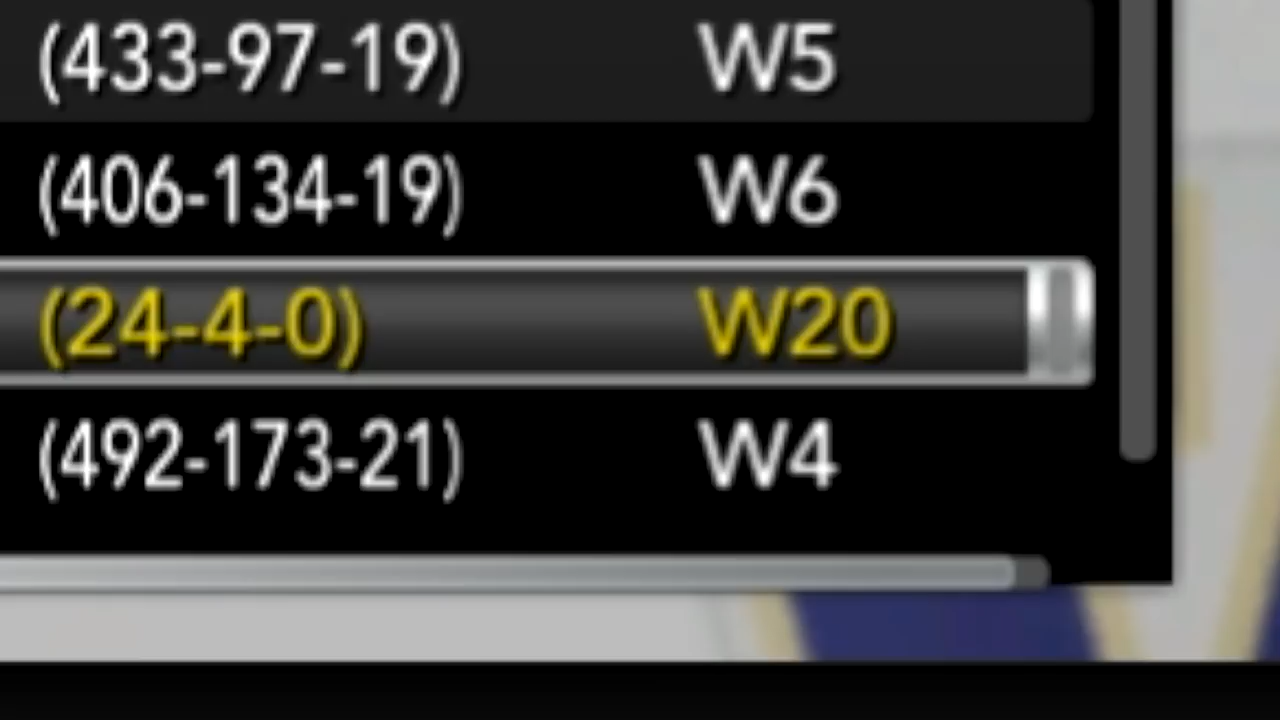 (433-97-19) W5
(406-134-19) W6
(24-4-0) W20
(492-173-21) W4